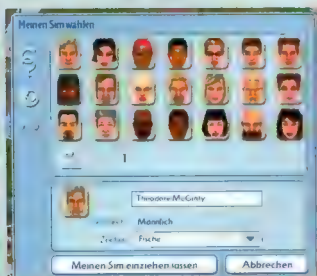 Meinen Sim wählen
1
Theodore McGinty
Männlich
Fische
Meinen Sim einziehen lassen
Abbrechen